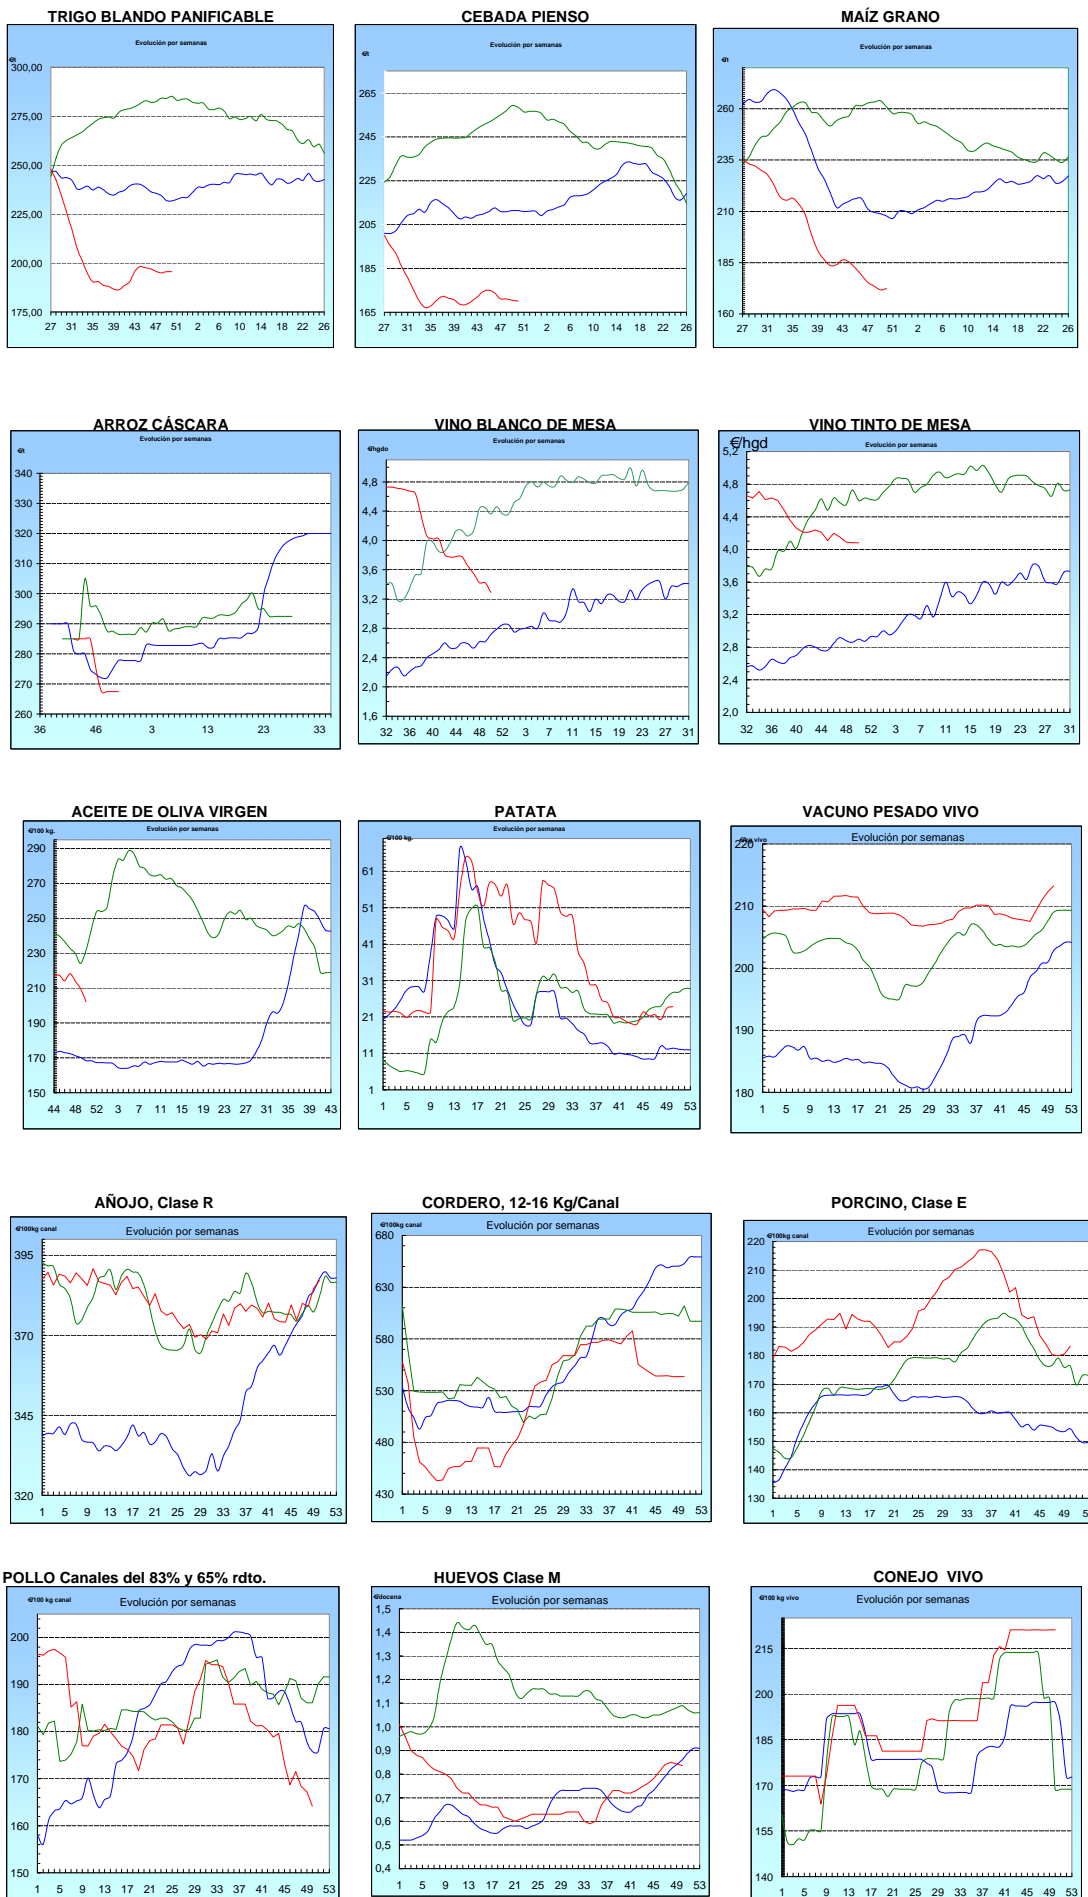 TRIGO BLANDO PANIFICABLE
Evolución por semanas
€/t
300,00
275,00
250,00
225,00
200,00
175,00
27 31 35 39 43 47 51 2 6 10 14 18 22 26
CEBADA PIENSO
Evolución por semanas
€/t
265
245
225
205
185
165
27 31 35 39 43 47 51 2 6 10 14 18 22 26
MAÍZ GRANO
Evolución por semanas
€/t
260
235
210
185
160
27 31 35 39 43 47 51 2 6 10 14 18 22 26
ARROZ CÁSCARA
Evolución por semanas
€/t
340
330
320
310
300
290
280
270
260
36 46 3 13 23 33
VINO BLANCO DE MESA
Evolución por semanas
€/hgdo
4,8
4,4
4,0
3,6
3,2
2,8
2,4
2,0
1,6
32 36 40 44 48 52 3 7 11 15 19 23 27 31
VINO TINTO DE MESA
Evolución por semanas
€/hgd
5,2
4,8
4,4
4,0
3,6
3,2
2,8
2,4
2,0
32 36 40 44 48 52 3 7 11 15 19 23 27 31
ACEITE DE OLIVA VIRGEN
Evolución por semanas
€/100 kg.
290
270
250
230
210
190
170
150
44 48 52 3 7 11 15 19 23 27 31 35 39 43
PATATA
Evolución por semanas
€/100 kg.
61
51
41
31
21
11
1
1 5 9 13 17 21 25 29 33 37 41 45 49 53
VACUNO PESADO VIVO
Evolución por semanas
220
210
200
190
180
1 5 9 13 17 21 25 29 33 37 41 45 49 53
AÑOJO, Clase R
€/100kg canal
Evolución por semanas
395
370
345
320
1 5 9 13 17 21 25 29 33 37 41 45 49 53
CORDERO, 12-16 Kg/Canal
€/100kg canal
Evolución por semanas
680
630
580
530
480
430
1 5 9 13 17 21 25 29 33 37 41 45 49 53
PORCINO, Clase E
€/100kg canal
Evolución por semanas
220
210
200
190
180
170
160
150
140
130
1 5 9 13 17 21 25 29 33 37 41 45 49
POLLO Canales del 83% y 65% rdto.
€/100 kg canal
Evolución por semanas
200
190
180
170
160
150
1 5 9 13 17 21 25 29 33 37 41 45 49 53
HUEVOS Clase M
€/docena
Evolución por semanas
1,5
1,4
1,3
1,2
1,1
1,0
0,9
0,8
0,7
0,6
0,5
0,4
1 5 9 13 17 21 25 29 33 37 41 45 49 53
CONEJO VIVO
€/100 kg vivo
Evolución por semanas
215
200
185
170
155
140
1 5 9 13 17 21 25 29 33 37 41 45 49 53